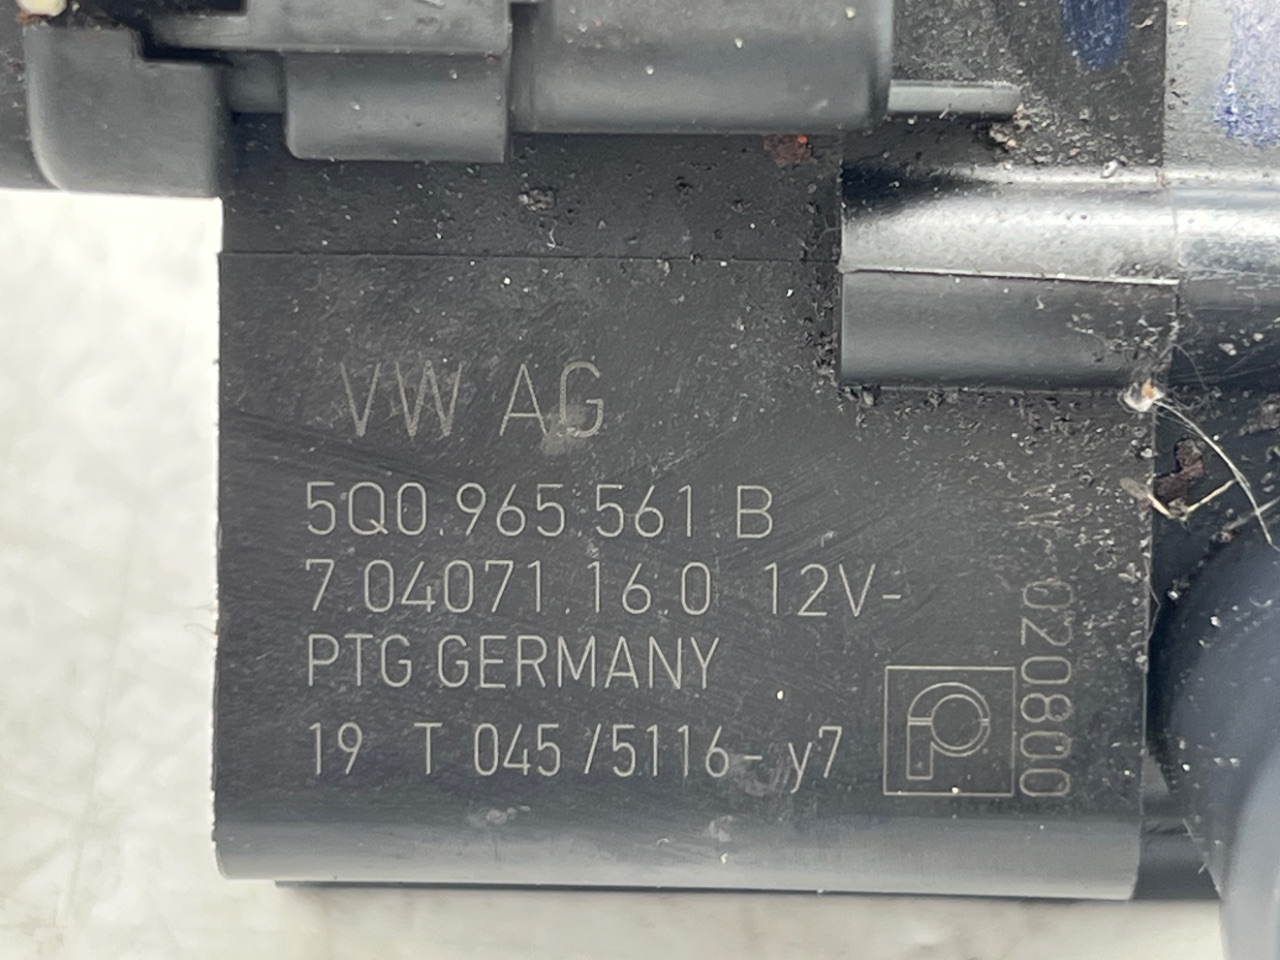 VW AG
5Q0.965.561.B
7.04071.16.0 12V-
PTG GERMANY
19 T 045/5116-y7
020800